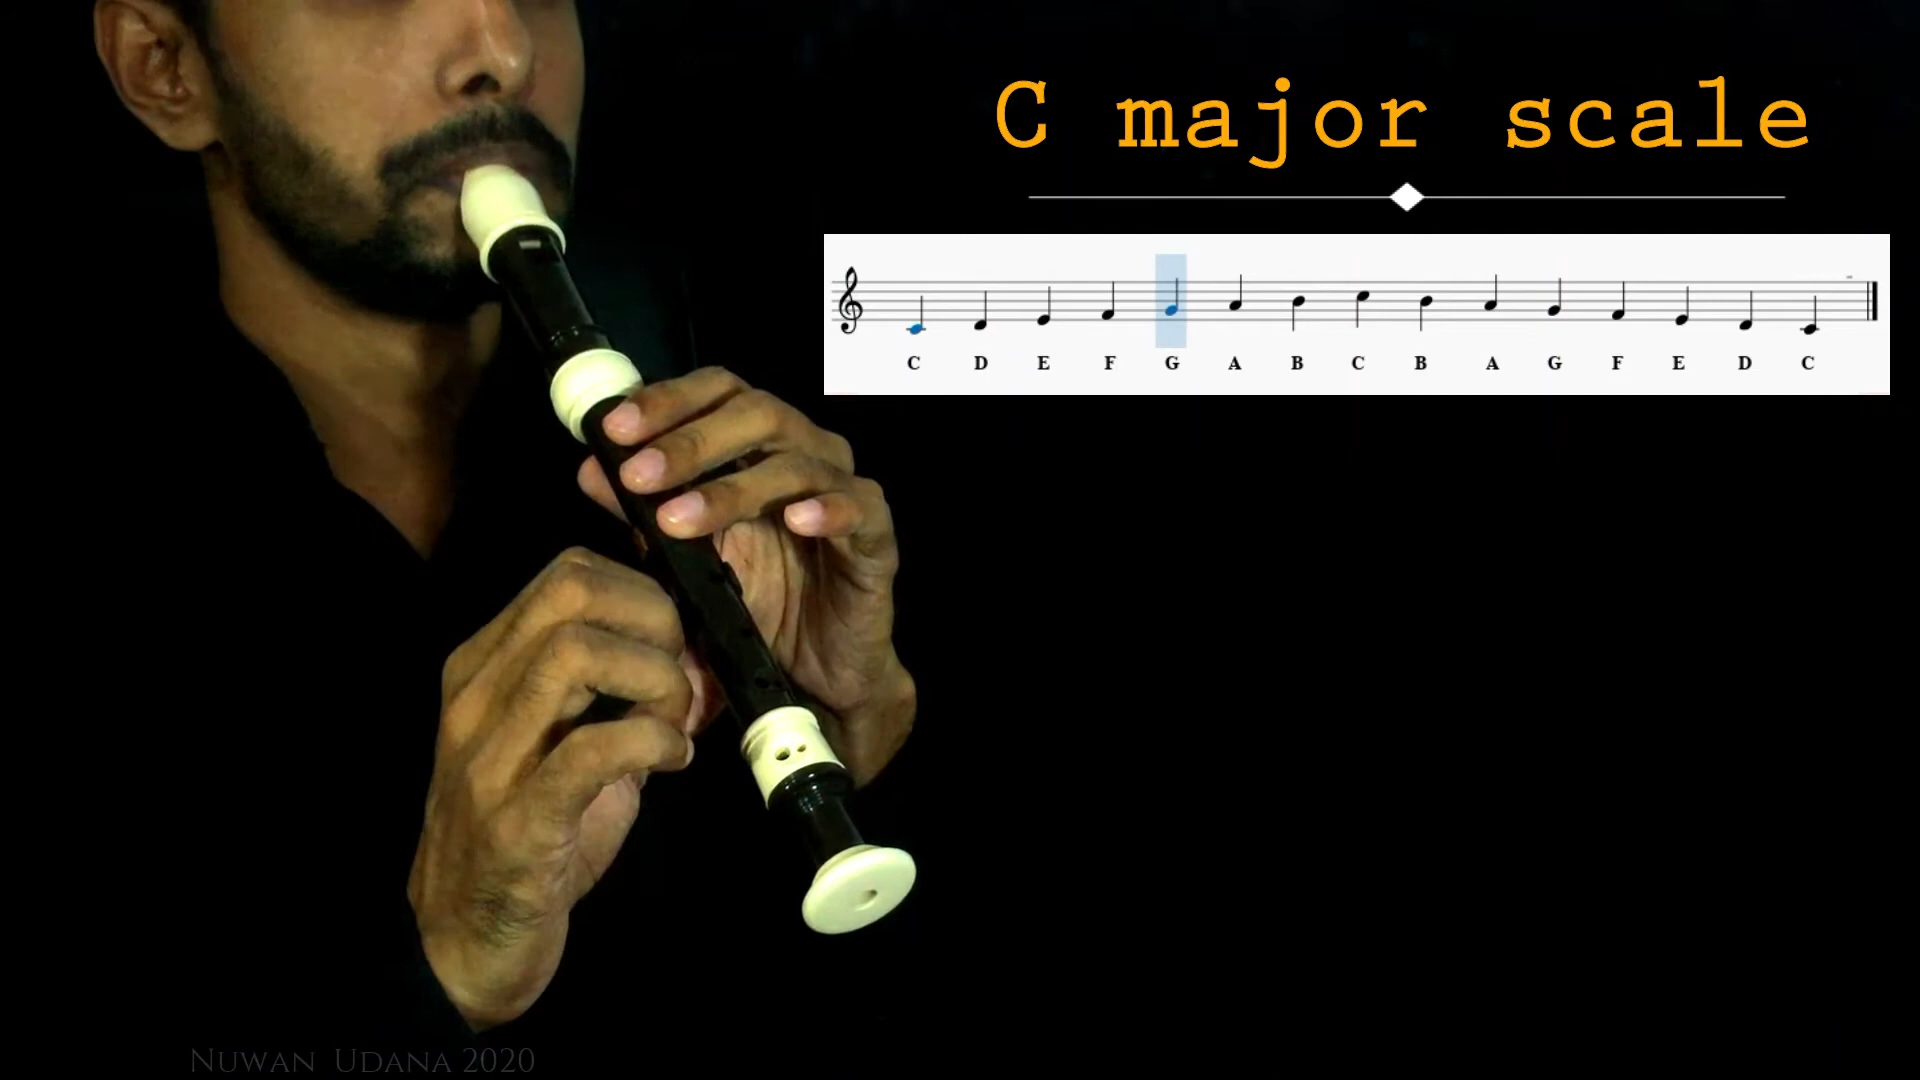 C major scale
C D E F G A B C B A G F E D C
Nuwan Udana 2020